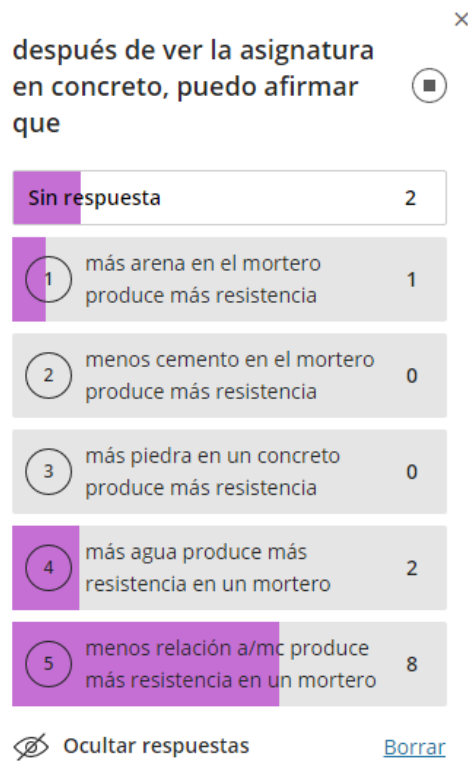 después de ver la asignatura
en concreto, puedo afirmar
que
Sin respuesta 2
1 más arena en el mortero
produce más resistencia 1
2 menos cemento en el mortero
produce más resistencia 0
3 más piedra en un concreto
produce más resistencia 0
4 más agua produce más
resistencia en un mortero 2
5 menos relación a/mc produce
más resistencia en un mortero 8
Ocultar respuestas Borrar